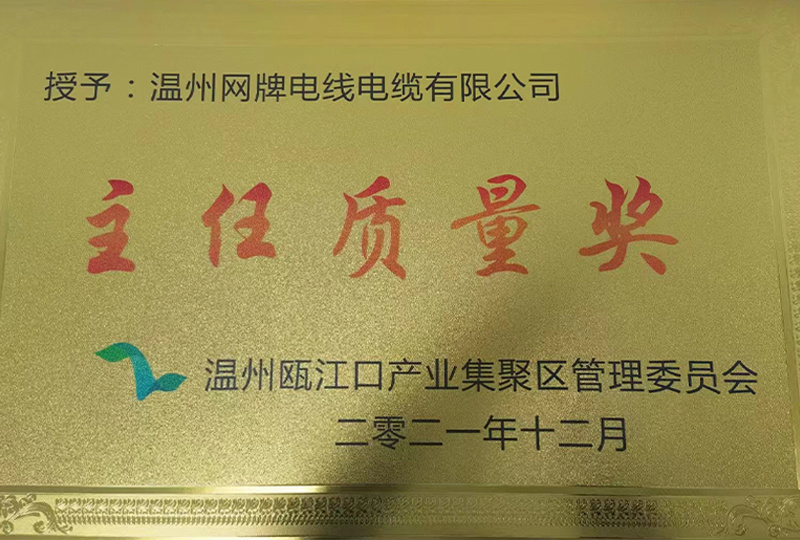 授予：温州网牌电线电缆有限公司
主任质量奖
温州瓯江口产业集聚区管理委员会
二零二一年十二月